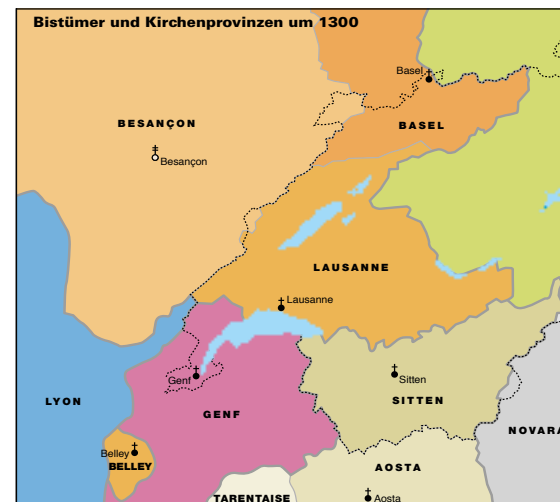 Bistümer und Kirchenprovinzen um 1300
Basel
BESANÇON
BASEL
Besançon
LAUSANNE
Lausanne
Genf
Sitten
LYON
SITTEN
GENF
NOVARA
Belley
BELLEY
AOSTA
TARENTAISE
Aosta